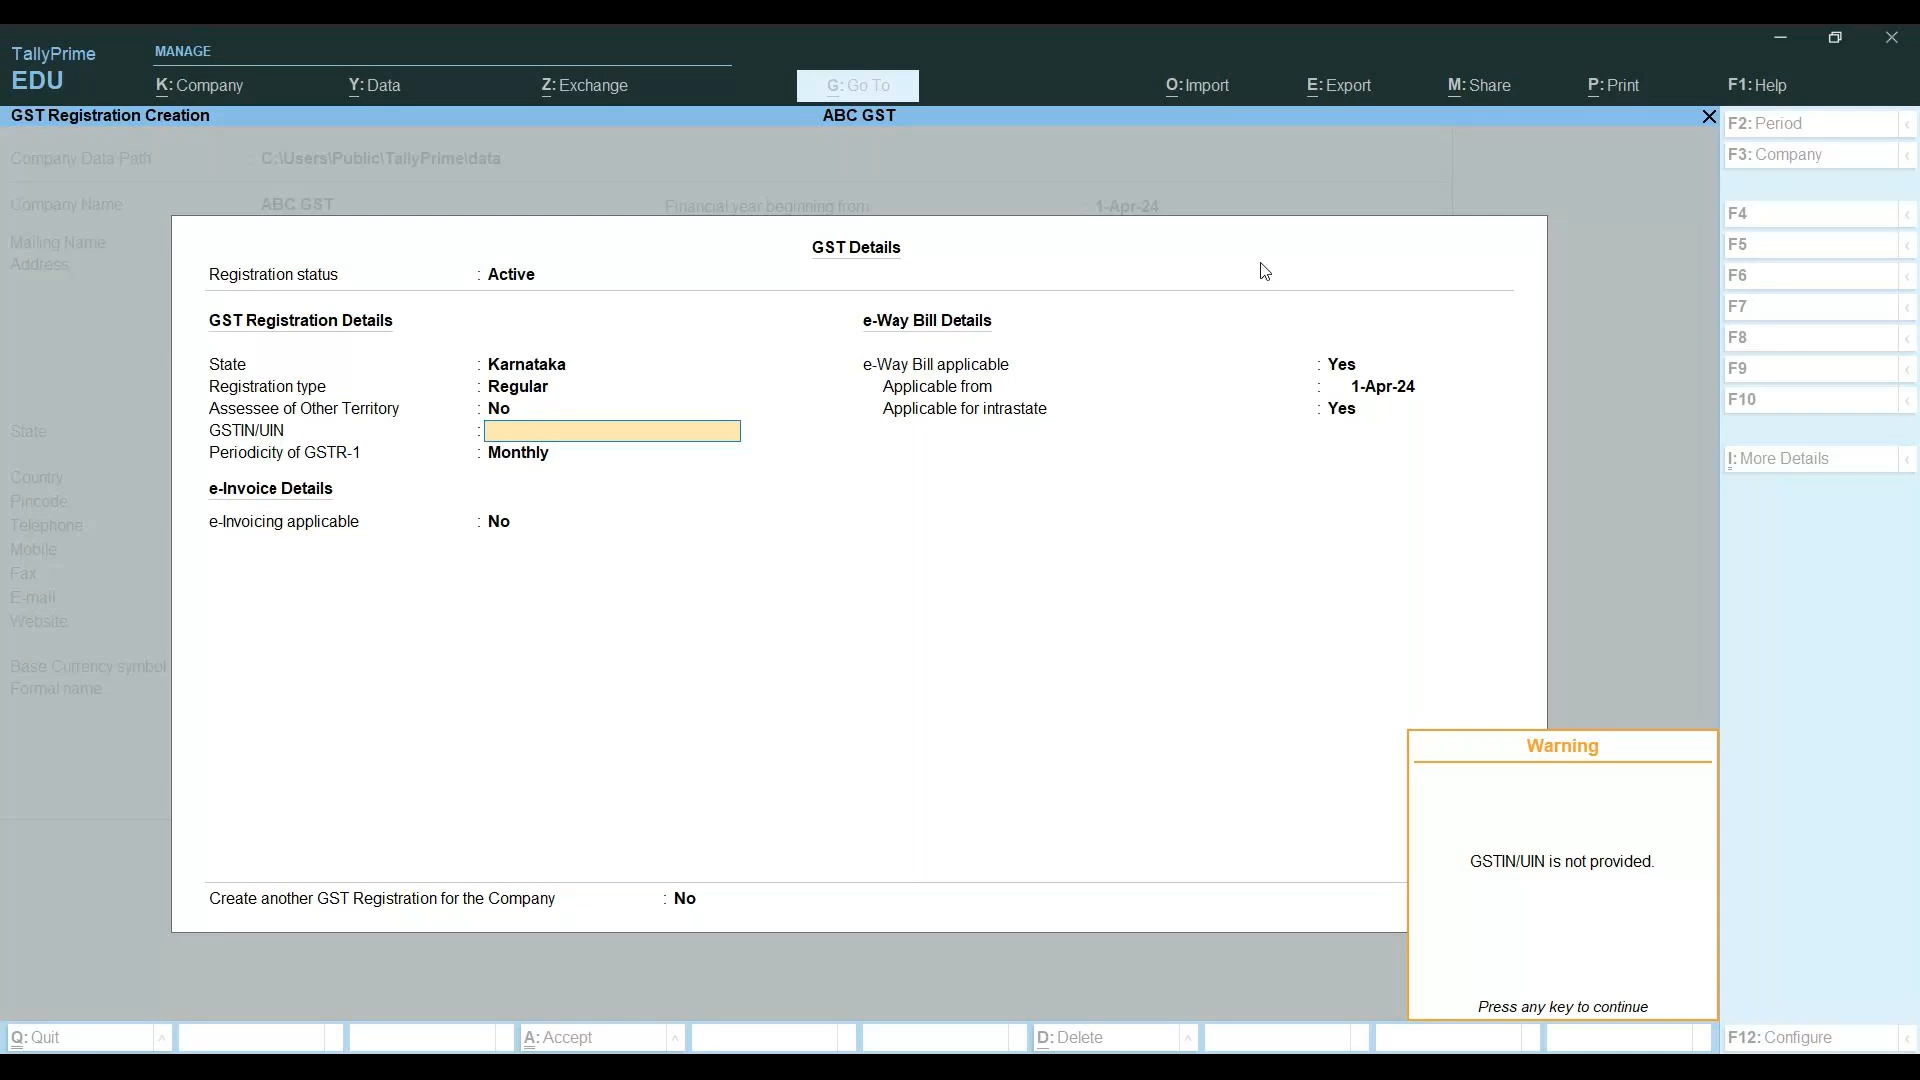 TallyPrime
EDU
MANAGE
K: Company
Y: Data
Z: Exchange
G: Go To
O: Import
E: Export
M: Share
P: Print
F1: Help
GST Registration Creation
ABC GST
Company Data Path : C:\Users\Public\TallyPrime\data
Company Name ABC GST
Financial year beginning from 1-Apr-24
Mailing Name
Address
State
Country
Pincode
Telephone
Mobile
Fax
E-mail
Website
Base Currency symbol
Formal name
GST Details
Registration status : Active
GST Registration Details
State : Karnataka
Registration type : Regular
Assessee of Other Territory : No
GSTIN/UIN :
Periodicity of GSTR-1 : Monthly
e-Invoice Details
e-Invoicing applicable : No
e-Way Bill Details
e-Way Bill applicable : Yes
Applicable from : 1-Apr-24
Applicable for intrastate : Yes
Create another GST Registration for the Company : No
Warning
GSTIN/UIN is not provided.
Press any key to continue
F2: Period
F3: Company
F4
F5
F6
F7
F8
F9
F10
I: More Details
F12: Configure
Q: Quit
A: Accept
D: Delete